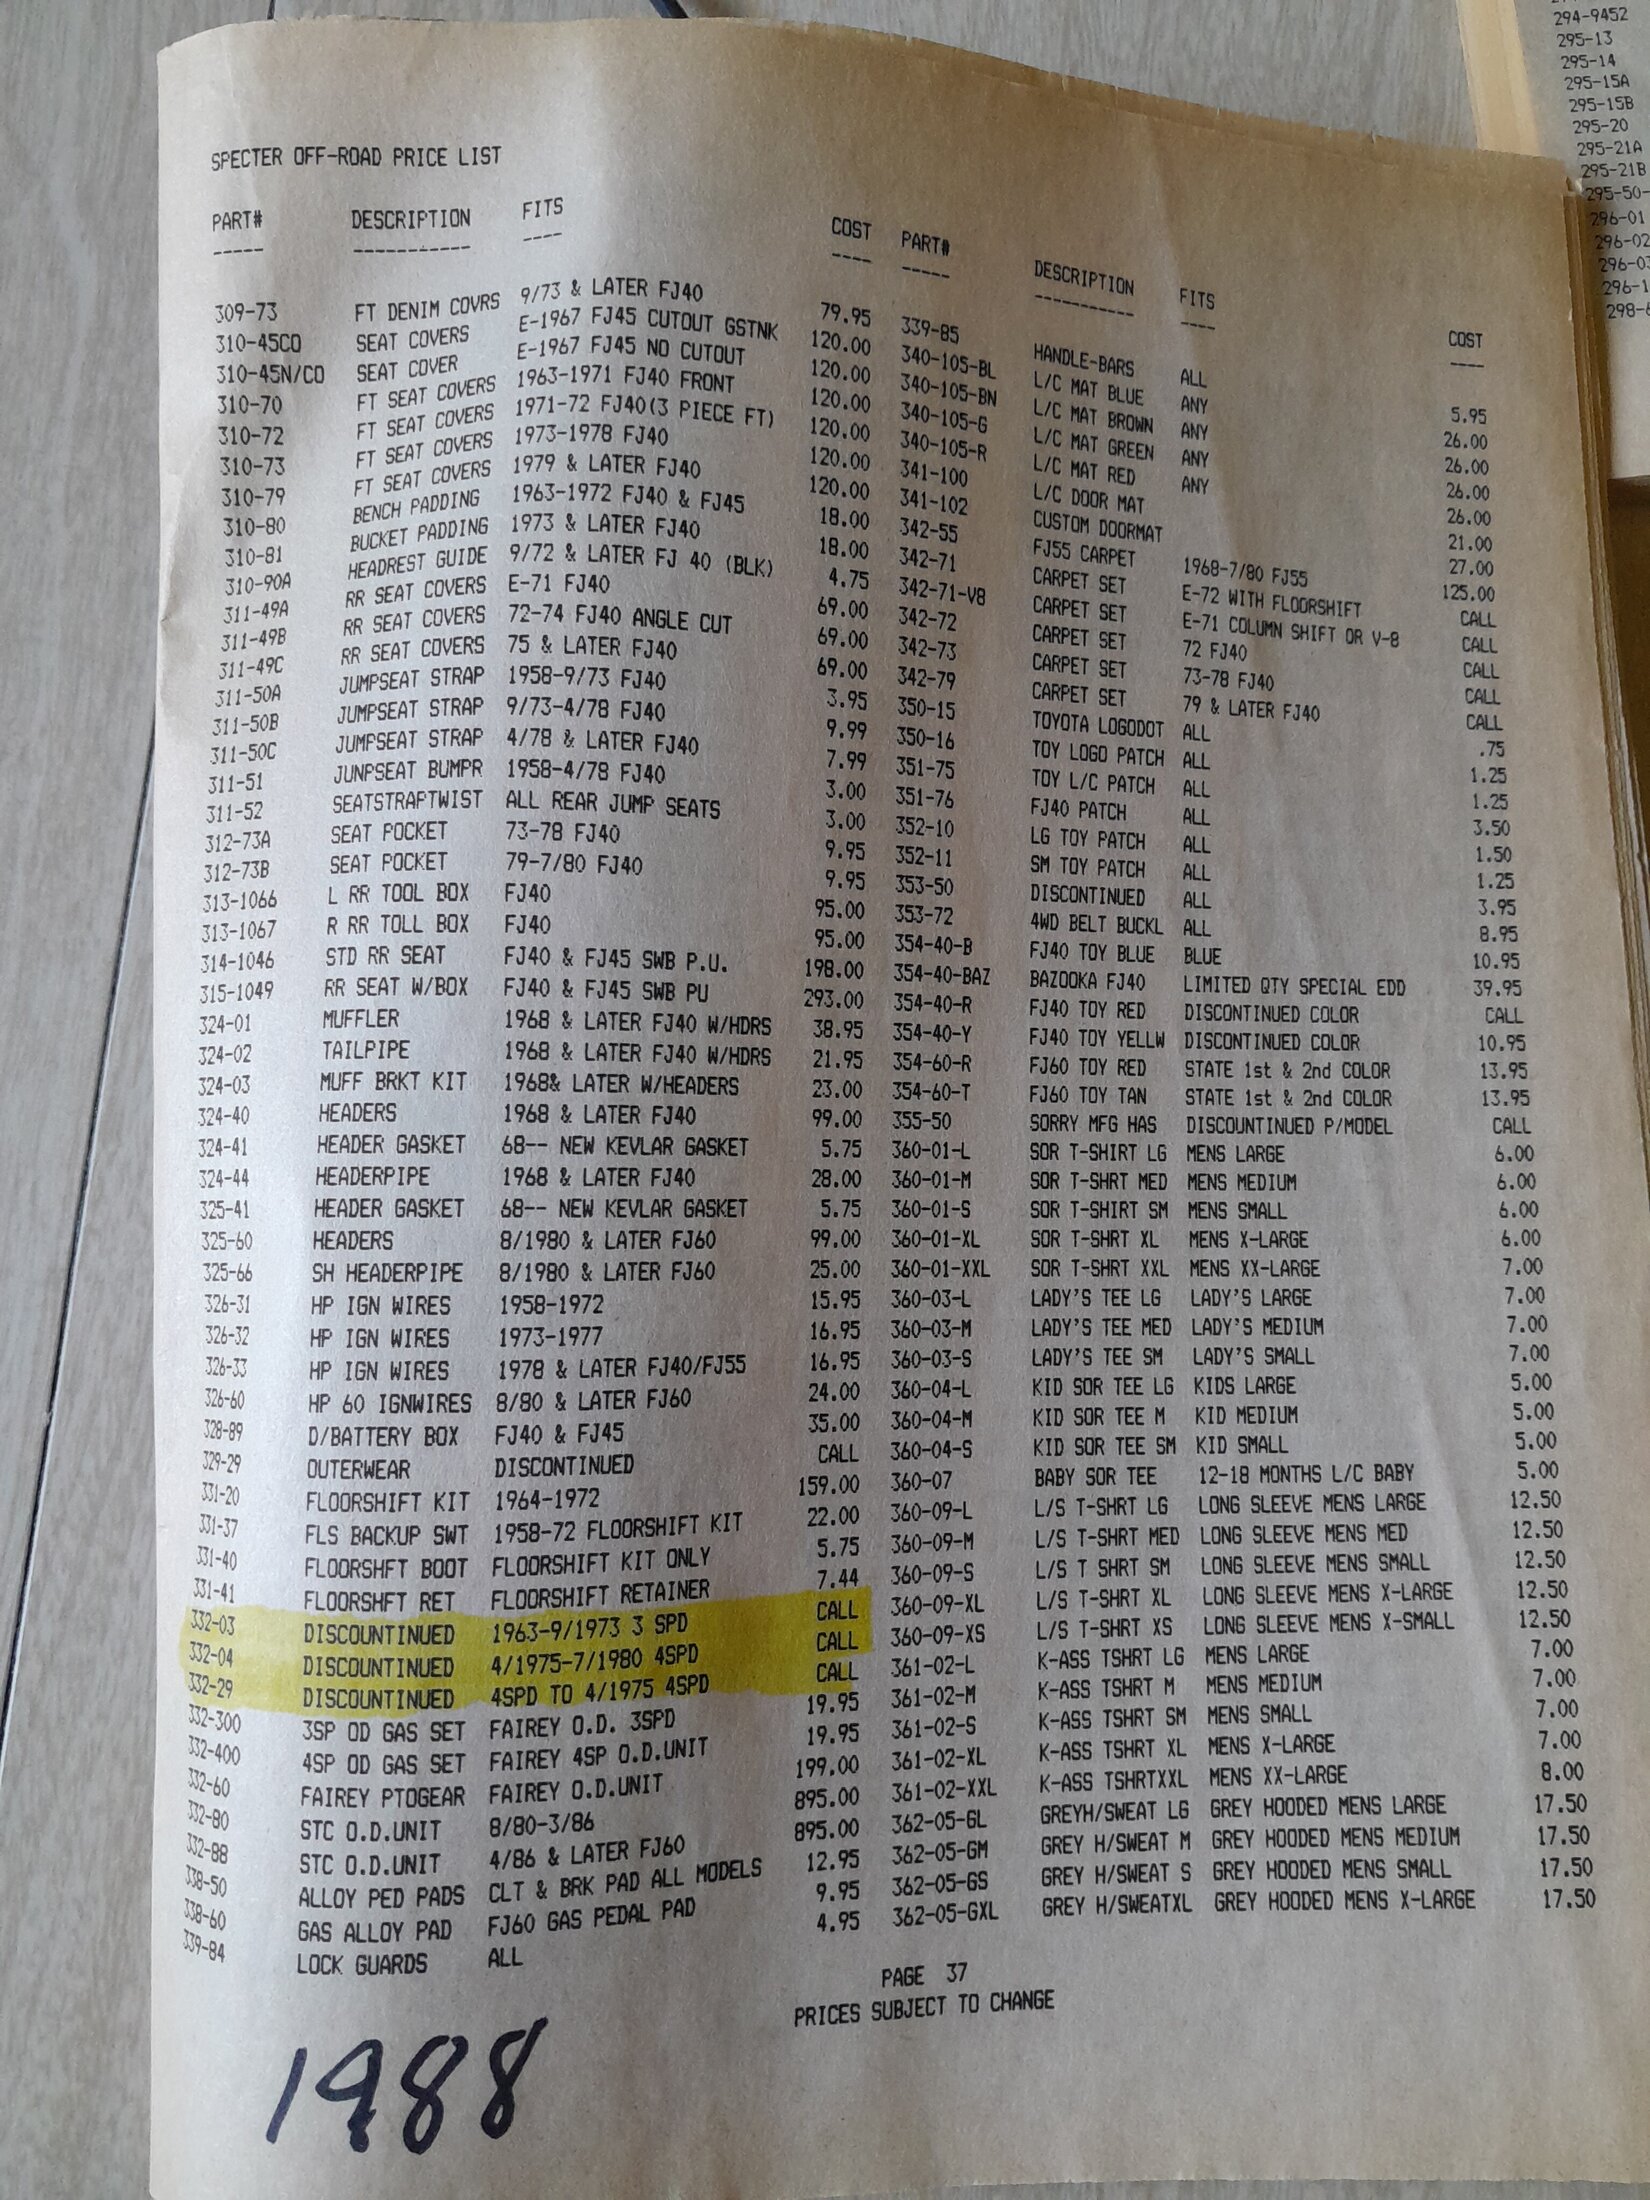 SPECTER OFF-ROAD PRICE LIST
PART# DESCRIPTION FITS COST
----- ----------- ---- ----
309-73 FT DENIM COVRS 9/73 & LATER FJ40 79.95
310-45CO SEAT COVERS E-1967 FJ45 CUTOUT GSTNK 120.00
310-45N/CO SEAT COVER E-1967 FJ45 NO CUTOUT 120.00
310-70 FT SEAT COVERS 1963-1971 FJ40 FRONT 120.00
310-72 FT SEAT COVERS 1971-72 FJ40(3 PIECE FT) 120.00
310-73 FT SEAT COVERS 1973-1978 FJ40 120.00
310-79 FT SEAT COVERS 1979 & LATER FJ40 120.00
310-80 BENCH PADDING 1963-1972 FJ40 & FJ45 18.00
310-81 BUCKET PADDING 1973 & LATER FJ40 18.00
310-90A HEADREST GUIDE 9/72 & LATER FJ 40 (BLK) 4.75
311-49A RR SEAT COVERS E-71 FJ40 69.00
311-49B RR SEAT COVERS 72-74 FJ40 ANGLE CUT 69.00
311-49C RR SEAT COVERS 75 & LATER FJ40 69.00
311-50A JUMPSEAT STRAP 1958-9/73 FJ40 3.95
311-50B JUMPSEAT STRAP 9/73-4/78 FJ40 9.99
311-50C JUMPSEAT STRAP 4/78 & LATER FJ40 7.99
311-51 JUNPSEAT BUMPR 1958-4/78 FJ40 3.00
311-52 SEATSTRAPTWIST ALL REAR JUMP SEATS 3.00
312-73A SEAT POCKET 73-78 FJ40 9.95
312-73B SEAT POCKET 79-7/80 FJ40 9.95
313-1066 L RR TOOL BOX FJ40 95.00
313-1067 R RR TOLL BOX FJ40 95.00
314-1046 STD RR SEAT FJ40 & FJ45 SWB P.U. 198.00
315-1049 RR SEAT W/BOX FJ40 & FJ45 SWB PU 293.00
324-01 MUFFLER 1968 & LATER FJ40 W/HDRS 38.95
324-02 TAILPIPE 1968 & LATER FJ40 W/HDRS 21.95
324-03 MUFF BRKT KIT 1968& LATER W/HEADERS 23.00
324-40 HEADERS 1968 & LATER FJ40 99.00
324-41 HEADER GASKET 68-- NEW KEVLAR GASKET 5.75
324-44 HEADERPIPE 1968 & LATER FJ40 28.00
325-41 HEADER GASKET 68-- NEW KEVLAR GASKET 5.75
325-60 HEADERS 8/1980 & LATER FJ60 99.00
325-66 SH HEADERPIPE 8/1980 & LATER FJ60 25.00
326-31 HP IGN WIRES 1958-1972 15.95
326-32 HP IGN WIRES 1973-1977 16.95
326-33 HP IGN WIRES 1978 & LATER FJ40/FJ55 16.95
326-60 HP 60 IGNWIRES 8/80 & LATER FJ60 24.00
328-89 D/BATTERY BOX FJ40 & FJ45 35.00
329-29 OUTERWEAR DISCONTINUED CALL
331-20 FLOORSHIFT KIT 1964-1972 159.00
331-37 FLS BACKUP SWT 1958-72 FLOORSHIFT KIT 22.00
331-40 FLOORSHFT BOOT FLOORSHIFT KIT ONLY 5.75
331-41 FLOORSHFT RET FLOORSHIFT RETAINER 7.44
332-03 DISCOUNTINUED 1963-9/1973 3 SPD CALL
332-04 DISCOUNTINUED 4/1975-7/1980 4SPD CALL
332-29 DISCOUNTINUED 4SPD TO 4/1975 4SPD CALL
332-300 3SP OD GAS SET FAIREY O.D. 3SPD 19.95
332-400 4SP OD GAS SET FAIREY 4SP O.D.UNIT 19.95
332-60 FAIREY PTOGEAR FAIREY O.D.UNIT 199.00
332-80 STC O.D.UNIT 8/80-3/86 895.00
332-88 STC O.D.UNIT 4/86 & LATER FJ60 895.00
338-50 ALLOY PED PADS CLT & BRK PAD ALL MODELS 12.95
338-60 GAS ALLOY PAD FJ60 GAS PEDAL PAD 9.95
339-84 LOCK GUARDS ALL 4.95
PART# DESCRIPTION FITS COST
----- ----------- ---- ----
339-85 HANDLE-BARS ALL 5.95
340-105-BL L/C MAT BLUE ANY 26.00
340-105-BN L/C MAT BROWN ANY 26.00
340-105-G L/C MAT GREEN ANY 26.00
340-105-R L/C MAT RED ANY 26.00
341-100 L/C DOOR MAT 21.00
341-102 CUSTOM DOORMAT 27.00
342-55 FJ55 CARPET 1968-7/80 FJ55 125.00
342-71 CARPET SET E-72 WITH FLOORSHIFT CALL
342-71-V8 CARPET SET E-71 COLUMN SHIFT OR V-8 CALL
342-72 CARPET SET 72 FJ40 CALL
342-73 CARPET SET 73-78 FJ40 CALL
342-79 CARPET SET 79 & LATER FJ40 CALL
350-15 TOYOTA LOGODOT ALL .75
350-16 TOY LOGO PATCH ALL 1.25
351-75 TOY L/C PATCH ALL 1.25
351-76 FJ40 PATCH ALL 3.50
352-10 LG TOY PATCH ALL 1.50
352-11 SM TOY PATCH ALL 1.25
353-50 DISCONTINUED ALL 3.95
353-72 4WD BELT BUCKL ALL 8.95
354-40-B FJ40 TOY BLUE BLUE 10.95
354-40-BAZ BAZOOKA FJ40 LIMITED QTY SPECIAL EDD 39.95
354-40-R FJ40 TOY RED DISCONTINUED COLOR CALL
354-40-Y FJ40 TOY YELLW DISCONTINUED COLOR 10.95
354-60-R FJ60 TOY RED STATE 1st & 2nd COLOR 13.95
354-60-T FJ60 TOY TAN STATE 1st & 2nd COLOR 13.95
355-50 SORRY MFG HAS DISCOUNTINUED P/MODEL CALL
360-01-L SOR T-SHIRT LG MENS LARGE 6.00
360-01-M SOR T-SHRT MED MENS MEDIUM 6.00
360-01-S SOR T-SHIRT SM MENS SMALL 6.00
360-01-XL SOR T-SHRT XL MENS X-LARGE 6.00
360-01-XXL SOR T-SHRT XXL MENS XX-LARGE 7.00
360-03-L LADY'S TEE LG LADY'S LARGE 7.00
360-03-M LADY'S TEE MED LADY'S MEDIUM 7.00
360-03-S LADY'S TEE SM LADY'S SMALL 7.00
360-04-L KID SOR TEE LG KIDS LARGE 5.00
360-04-M KID SOR TEE M KID MEDIUM 5.00
360-04-S KID SOR TEE SM KID SMALL 5.00
360-07 BABY SOR TEE 12-18 MONTHS L/C BABY 5.00
360-09-L L/S T-SHRT LG LONG SLEEVE MENS LARGE 12.50
360-09-M L/S T-SHRT MED LONG SLEEVE MENS MED 12.50
360-09-S L/S T SHRT SM LONG SLEEVE MENS SMALL 12.50
360-09-XL L/S T-SHRT XL LONG SLEEVE MENS X-LARGE 12.50
360-09-XS L/S T-SHRT XS LONG SLEEVE MENS X-SMALL 12.50
361-02-L K-ASS TSHRT LG MENS LARGE 7.00
361-02-M K-ASS TSHRT M MENS MEDIUM 7.00
361-02-S K-ASS TSHRT SM MENS SMALL 7.00
361-02-XL K-ASS TSHRT XL MENS X-LARGE 7.00
361-02-XXL K-ASS TSHRTXXL MENS XX-LARGE 8.00
362-05-GL GREYH/SWEAT LG GREY HOODED MENS LARGE 17.50
362-05-GM GREY H/SWEAT M GREY HOODED MENS MEDIUM 17.50
362-05-GS GREY H/SWEAT S GREY HOODED MENS SMALL 17.50
362-05-GXL GREY H/SWEATXL GREY HOODED MENS X-LARGE 17.50
PAGE 37
PRICES SUBJECT TO CHANGE
1988
294-9452
295-13
295-14
295-15A
295-15B
295-20
295-21A
295-21B
295-50-
296-01
296-02